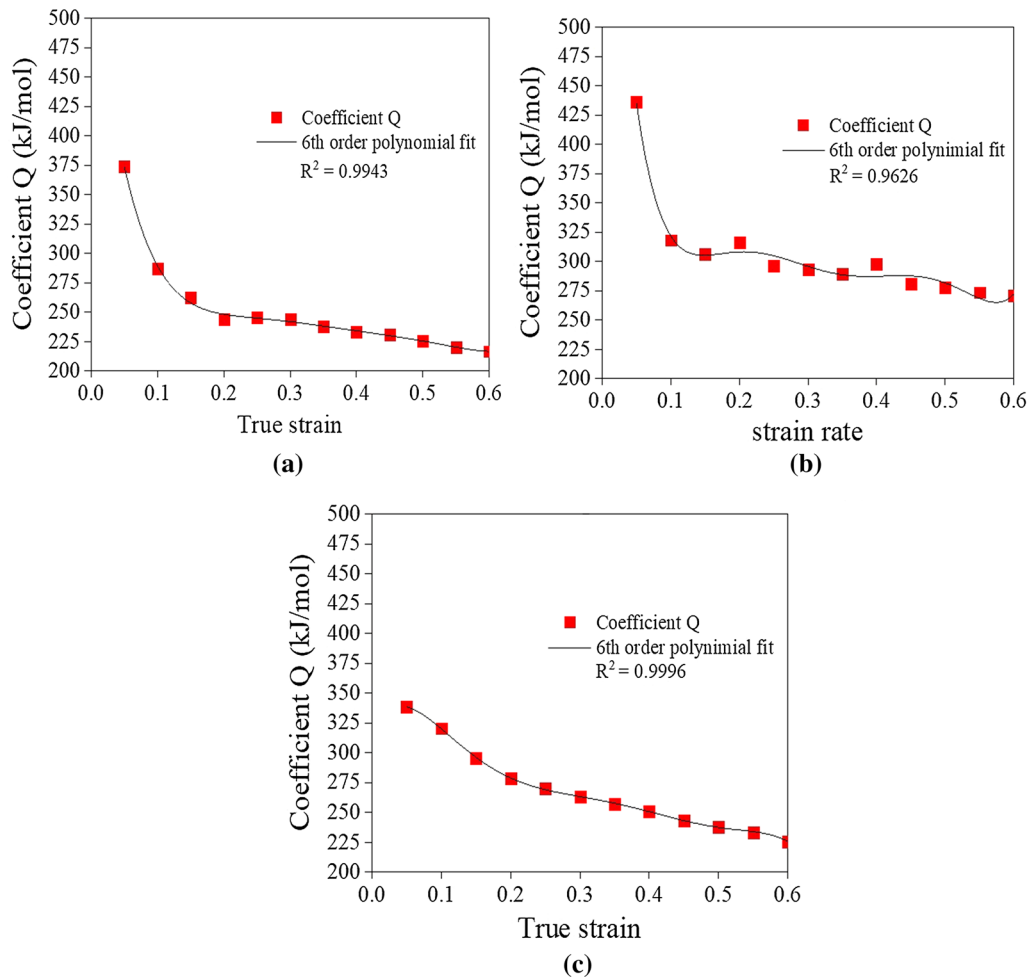 500
475
450
425
400
375
350
325
300
275
250
225
200
Coefficient Q (kJ/mol)
Coefficient Q
6th order polynomial fit
R² = 0.9943
0.0 0.1 0.2 0.3 0.4 0.5 0.6
True strain
(a)
500
475
450
425
400
375
350
325
300
275
250
225
200
Coefficient Q (kJ/mol)
Coefficient Q
6th order polynimial fit
R² = 0.9626
0.0 0.1 0.2 0.3 0.4 0.5 0.6
strain rate
(b)
500
475
450
425
400
375
350
325
300
275
250
225
200
Coefficient Q (kJ/mol)
Coefficient Q
6th order polynimial fit
R² = 0.9996
0.0 0.1 0.2 0.3 0.4 0.5 0.6
True strain
(c)